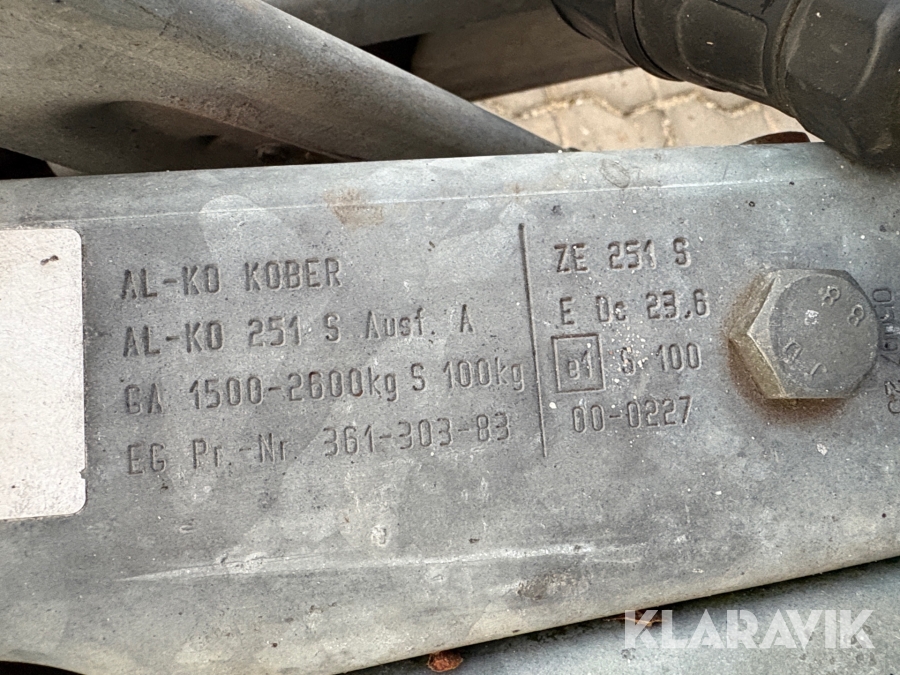 AL-KO KOBER
AL-KO 251 S Ausf. A
GA 1500-2600kg S 100kg
EG Pr.-Nr. 361-303-83
ZE 251 S
E Dc 23,6
e1 S 100
00-0227
KLARAVIK